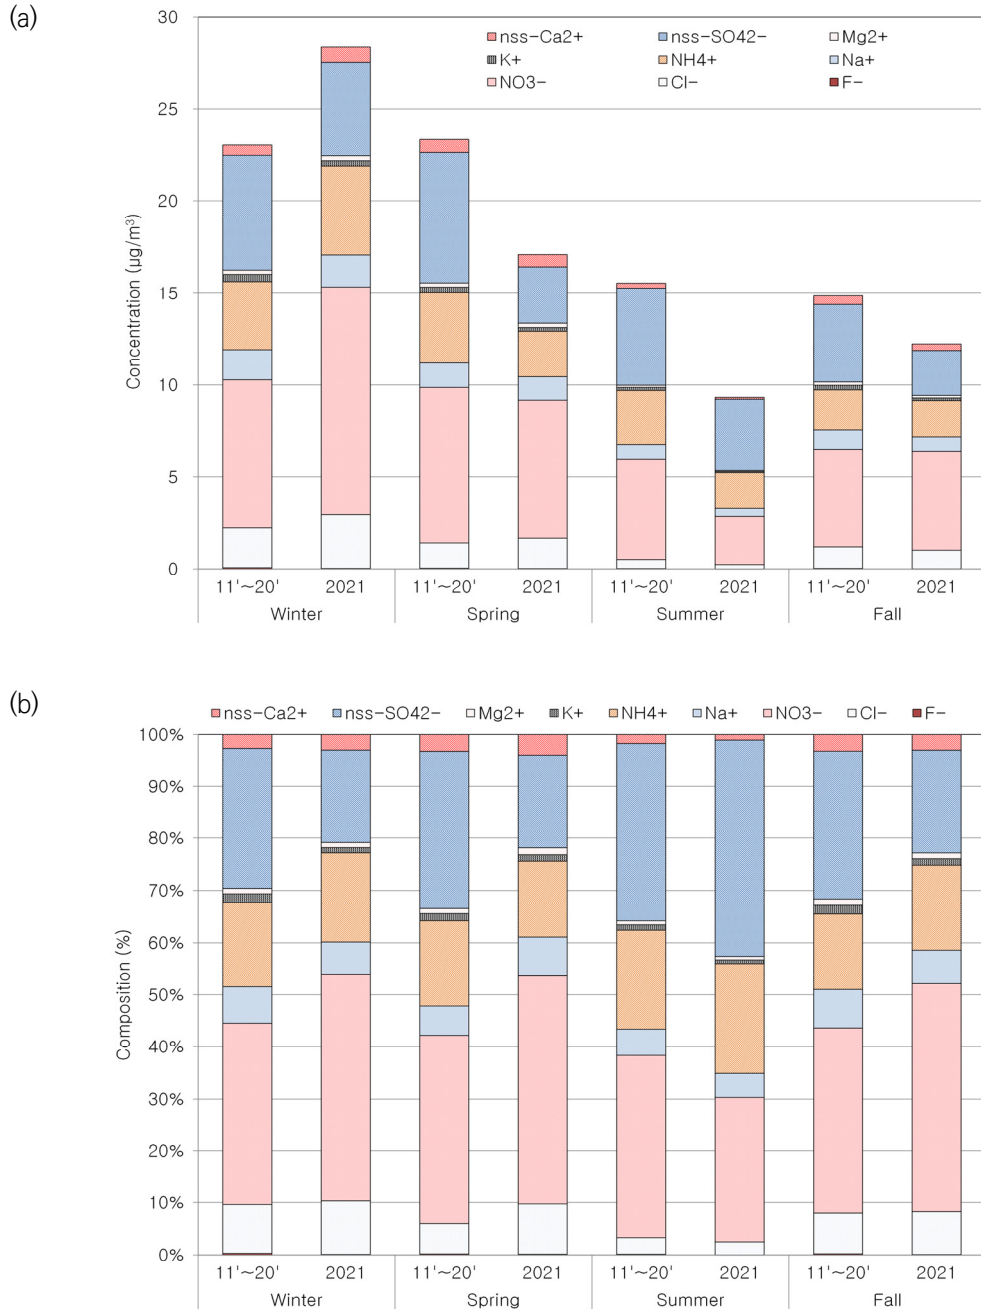 (a)
30
25
20
15
10
5
0
Concentration (µg/m³)
nss-Ca2+ nss-SO42- Mg2+
K+ NH4+ Na+
NO3- Cl- F-
11'~20' 2021 11'~20' 2021 11'~20' 2021 11'~20' 2021
Winter Spring Summer Fall
(b)
nss-Ca2+ nss-SO42- Mg2+ K+ NH4+ Na+ NO3- Cl- F-
100%
90%
80%
70%
60%
50%
40%
30%
20%
10%
0%
Composition (%)
11'~20' 2021 11'~20' 2021 11'~20' 2021 11'~20' 2021
Winter Spring Summer Fall